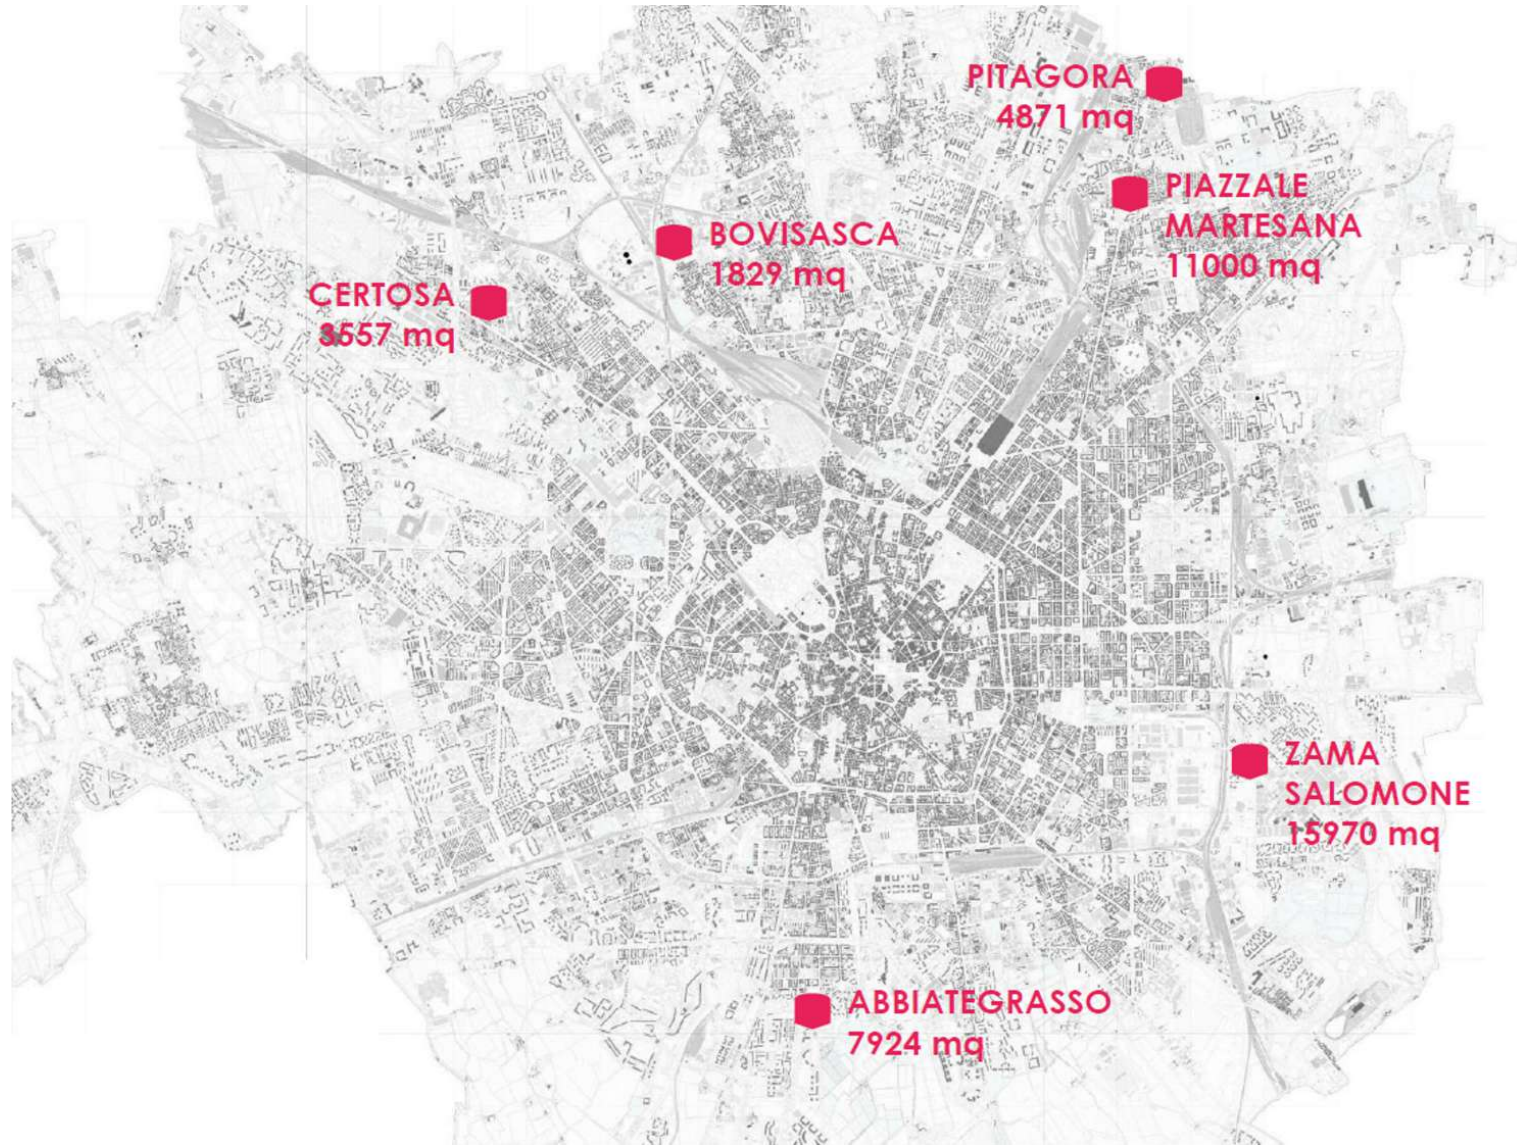 PITAGORA
4871 mq
PIAZZALE
MARTESANA
11000 mq
BOVISASCA
1829 mq
CERTOSA
3557 mq
ZAMA
SALOMONE
15970 mq
ABBIATEGRASSO
7924 mq